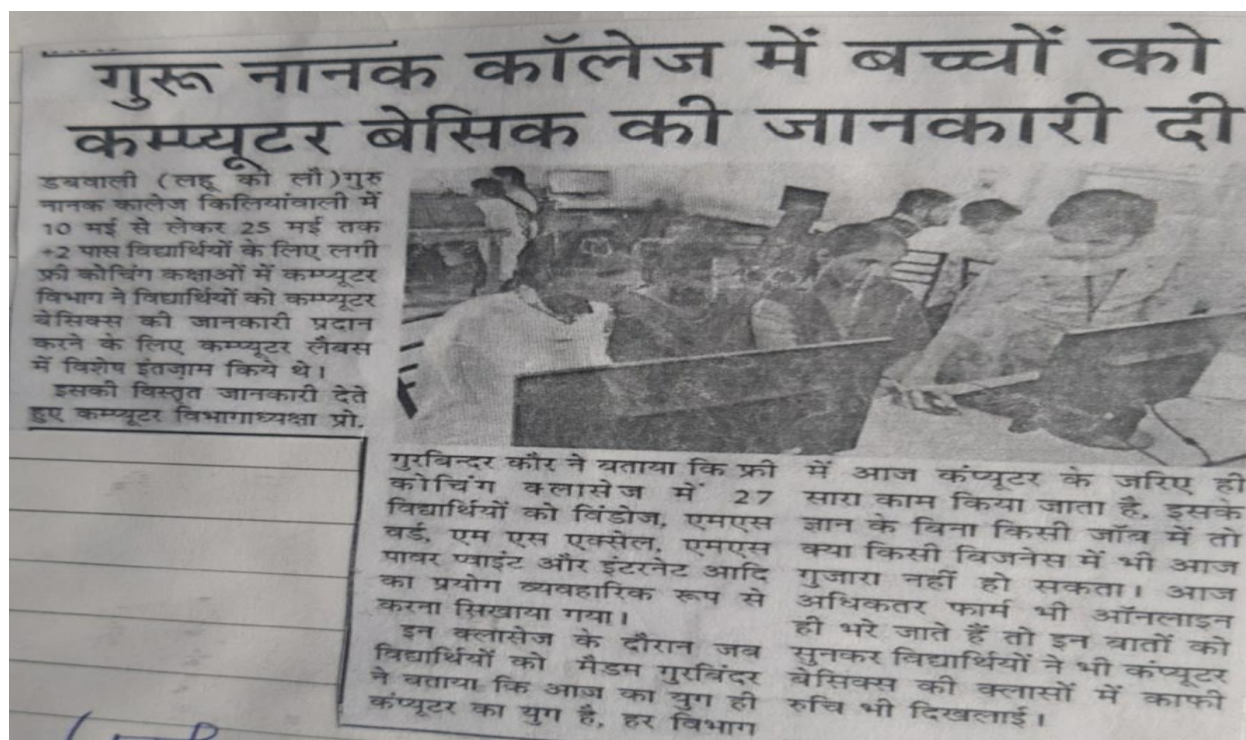 गुरू नानक कॉलेज में बच्चों को
कम्प्यूटर बेसिक की जानकारी दी
डबवाली (लहू की लौ)गुरु
नानक कालेज किलियांवाली में
10 मई से लेकर 25 मई तक
+2 पास विद्यार्थियों के लिए लगी
फ्री कोचिंग कक्षाओं में कम्प्यूटर
विभाग ने विद्यार्थियों को कम्प्यूटर
बेसिक्स की जानकारी प्रदान
करने के लिए कम्प्यूटर लैबस
में विशेष इंतज़ाम किये थे।
इसकी विस्तृत जानकारी देते
हुए कम्प्यूटर विभागाध्यक्षा प्रो.
गुरबिन्दर कौर ने बताया कि फ्री
कोचिंग क्लासेज में 27
विद्यार्थियों को विंडोज, एमएस
वर्ड, एम एस एक्सेल, एमएस
पावर प्वाइंट और इंटरनेट आदि
का प्रयोग व्यवहारिक रूप से
करना सिखाया गया।
इन क्लासेज के दौरान जब
विद्यार्थियों को मैडम गुरबिंदर
ने बताया कि आज का युग ही
कंप्यूटर का युग है, हर विभाग
में आज कंप्यूटर के जरिए ही
सारा काम किया जाता है, इसके
ज्ञान के बिना किसी जॉब में तो
क्या किसी बिजनेस में भी आज
गुजारा नहीं हो सकता। आज
अधिकतर फार्म भी ऑनलाइन
ही भरे जाते हैं तो इन बातों को
सुनकर विद्यार्थियों ने भी कंप्यूटर
बेसिक्स की क्लासों में काफी
रुचि भी दिखलाई।